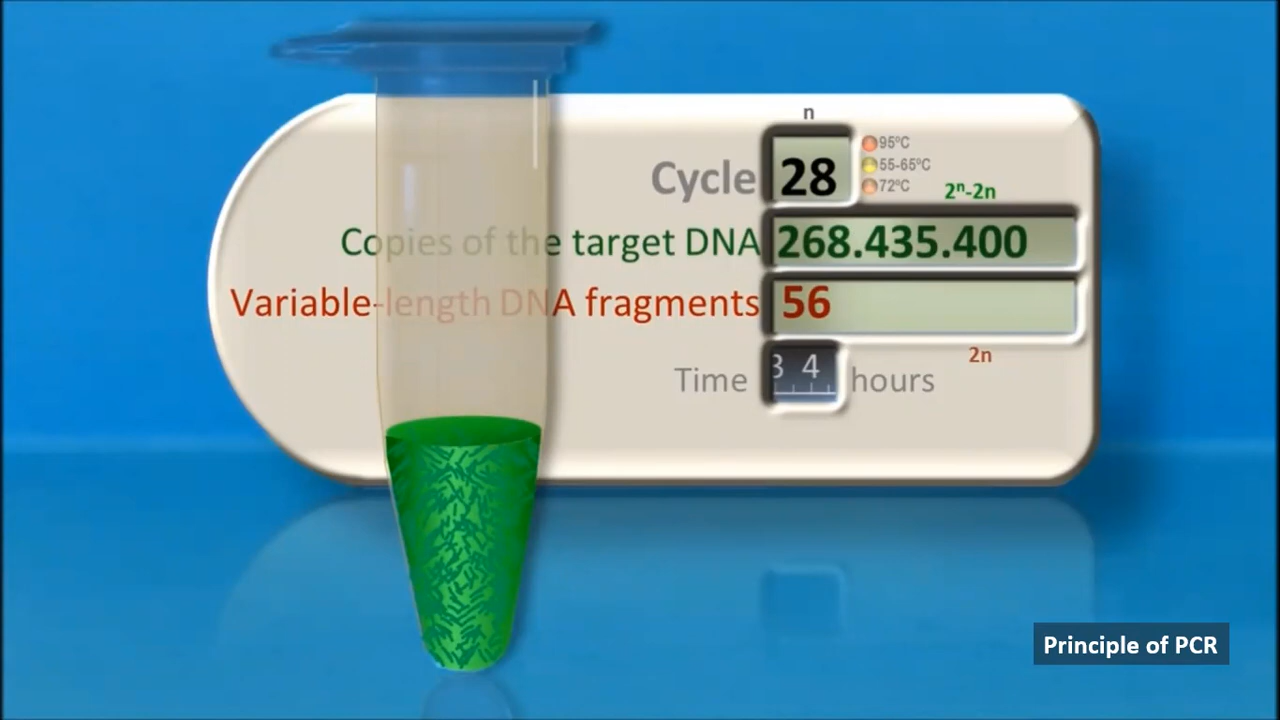 n
Cycle 28
95ºC
55-65ºC
72ºC
2ⁿ-2n
Copies of the target DNA 268.435.400
Variable-length DNA fragments 56
2n
Time 3 4 hours
Principle of PCR